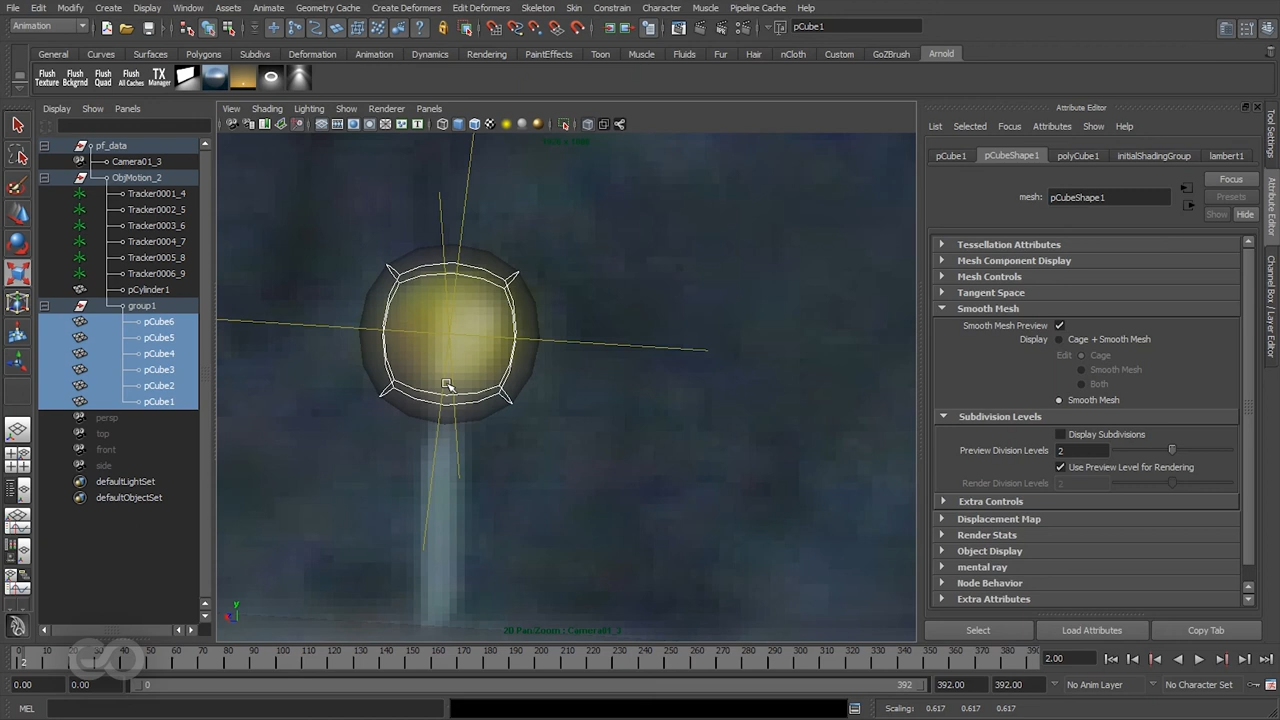 File Edit Modify Create Display Window Assets Animate Geometry Cache Create Deformers Edit Deformers Skeleton Skin Constrain Character Muscle Pipeline Cache Help
Animation pCube1
General Curves Surfaces Polygons Subdivs Deformation Animation Dynamics Rendering PaintEffects Toon Muscle Fluids Fur Hair nCloth Custom GoZBrush Arnold
Flush Texture Flush Bckgrnd Flush Quad Flush All Caches TX Manager
Display Show Panels
View Shading Lighting Show Renderer Panels
Attribute Editor
List Selected Focus Attributes Show Help
pCube1 pCubeShape1 polyCube1 initialShadingGroup lambert1
Focus
Presets
mesh: pCubeShape1
Show Hide
pf_data
Camera01_3
ObjMotion_2
Tracker0001_4
Tracker0002_5
Tracker0003_6
Tracker0004_7
Tracker0005_8
Tracker0006_9
pCylinder1
group1
pCube6
pCube5
pCube4
pCube3
pCube2
pCube1
persp
top
front
side
defaultLightSet
defaultObjectSet
y
2D Pan/Zoom : Camera01_3
Tessellation Attributes
Mesh Component Display
Mesh Controls
Tangent Space
Smooth Mesh
Smooth Mesh Preview
Display Cage + Smooth Mesh
Edit Cage
Smooth Mesh
Both
Smooth Mesh
Subdivision Levels
Display Subdivisions
Preview Division Levels 2
Use Preview Level for Rendering
Render Division Levels 2
Extra Controls
Displacement Map
Render Stats
Object Display
mental ray
Node Behavior
Extra Attributes
Select Load Attributes Copy Tab
Tool Settings
Attribute Editor
Channel Box / Layer Editor
2 10 20 30 40 50 60 70 80 90 100 110 120 130 140 150 160 170 180 190 200 210 220 230 240 250 260 270 280 290 300 310 320 330 340 350 360 370 380 390
2.00
0.00 0.00 0 392 392.00 392.00 No Anim Layer No Character Set
MEL Scaling: 0.617 0.617 0.617